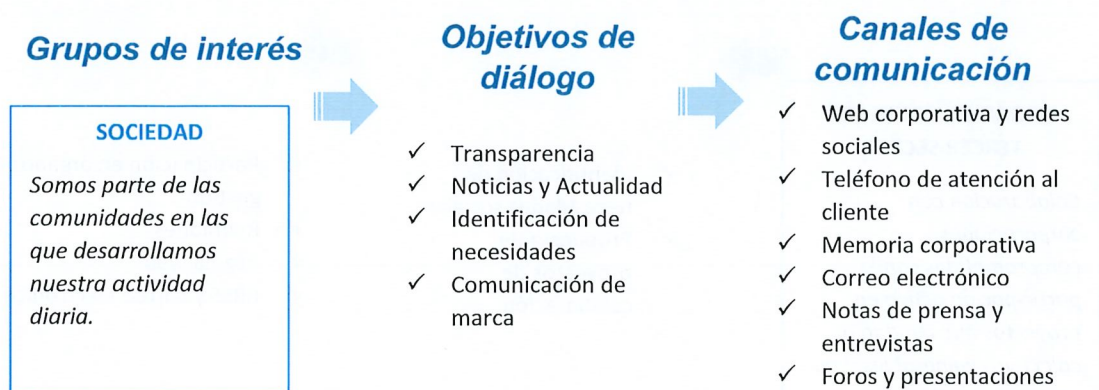 Grupos de interés
SOCIEDAD
Somos parte de las
comunidades en las
que desarrollamos
nuestra actividad
diaria.
Objetivos de
diálogo
✓ Transparencia
✓ Noticias y Actualidad
✓ Identificación de
necesidades
✓ Comunicación de
marca
Canales de
comunicación
✓ Web corporativa y redes
sociales
✓ Teléfono de atención al
cliente
✓ Memoria corporativa
✓ Correo electrónico
✓ Notas de prensa y
entrevistas
✓ Foros y presentaciones